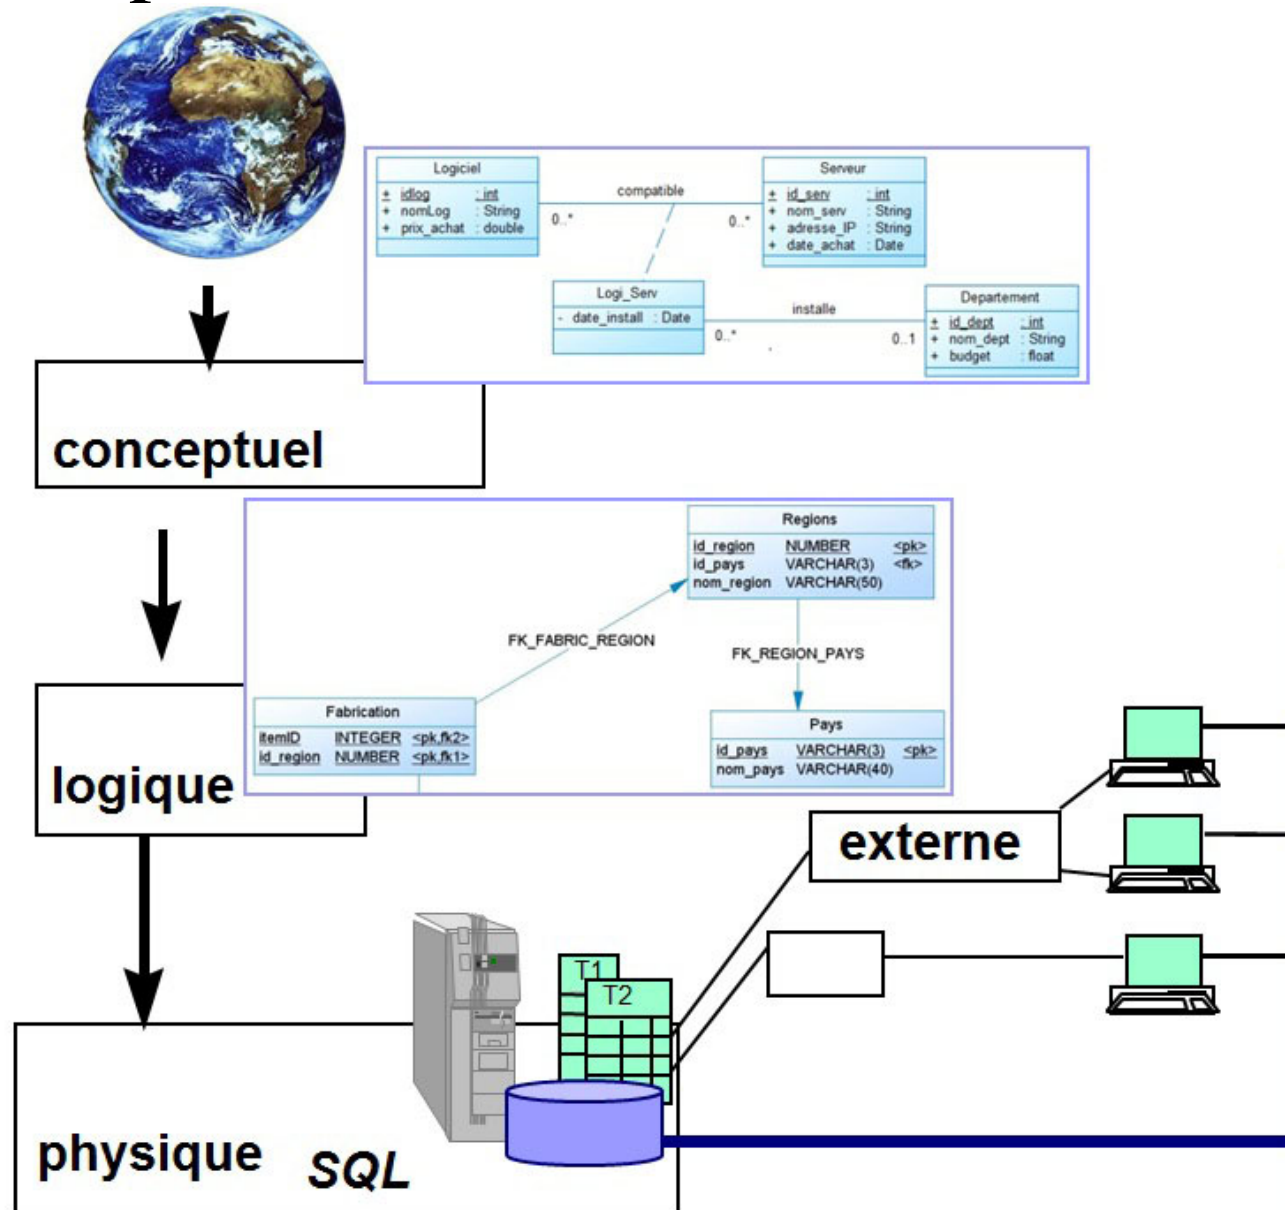 Logiciel
+ idlog : int
+ nomLog : String
+ prix_achat : double
compatible
0..*
0..*
Serveur
+ id_serv : int
+ nom_serv : String
+ adresse_IP : String
+ date_achat : Date
Logi_Serv
- date_install : Date
installe
0..*
0..1
Departement
+ id_dept : int
+ nom_dept : String
+ budget : float
conceptuel
Regions
id_region NUMBER <pk>
id_pays VARCHAR(3) <fk>
nom_region VARCHAR(50)
FK_FABRIC_REGION
FK_REGION_PAYS
Fabrication
itemID INTEGER <pk,fk2>
id_region NUMBER <pk,fk1>
Pays
id_pays VARCHAR(3) <pk>
nom_pays VARCHAR(40)
logique
externe
T1
T2
physique SQL